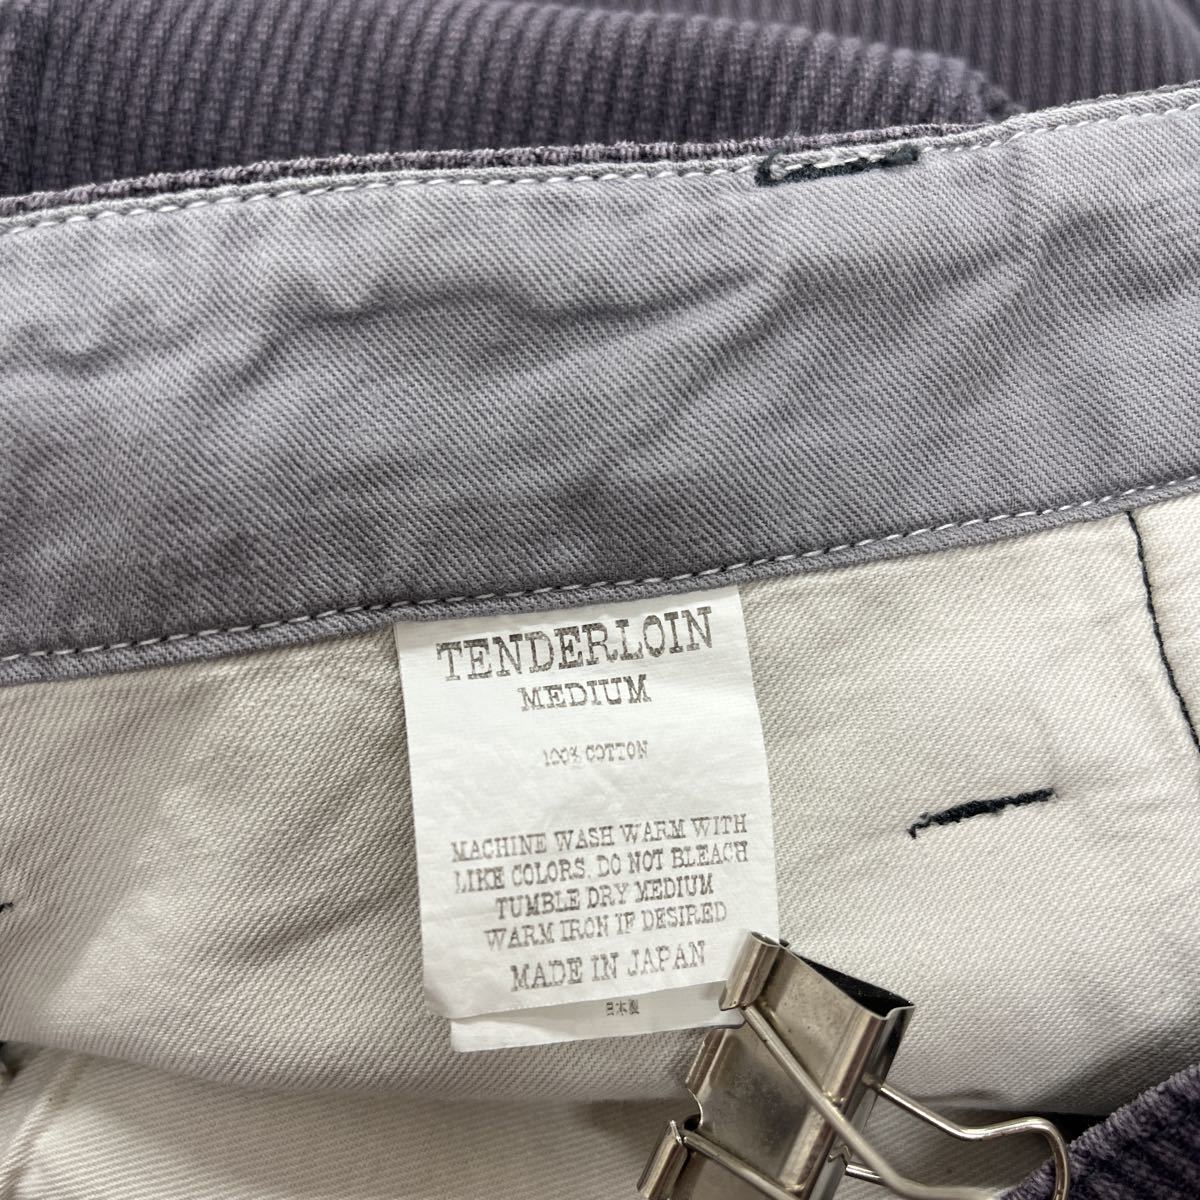 TENDERLOIN
MEDIUM
100% COTTON
MACHINE WASH WARM WITH
LIKE COLORS. DO NOT BLEACH
TUMBLE DRY MEDIUM
WARM IRON IF DESIRED
MADE IN JAPAN
日本製